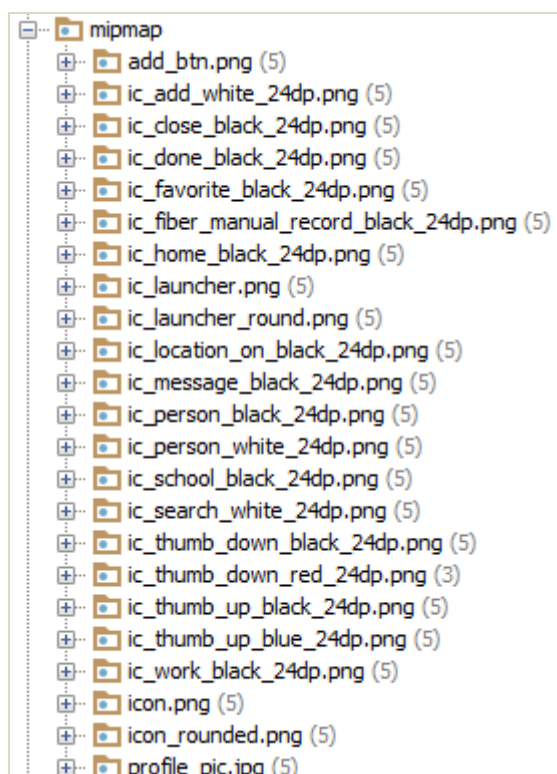 mipmap
add_btn.png (5)
ic_add_white_24dp.png (5)
ic_close_black_24dp.png (5)
ic_done_black_24dp.png (5)
ic_favorite_black_24dp.png (5)
ic_fiber_manual_record_black_24dp.png (5)
ic_home_black_24dp.png (5)
ic_launcher.png (5)
ic_launcher_round.png (5)
ic_location_on_black_24dp.png (5)
ic_message_black_24dp.png (5)
ic_person_black_24dp.png (5)
ic_person_white_24dp.png (5)
ic_school_black_24dp.png (5)
ic_search_white_24dp.png (5)
ic_thumb_down_black_24dp.png (5)
ic_thumb_down_red_24dp.png (3)
ic_thumb_up_black_24dp.png (5)
ic_thumb_up_blue_24dp.png (5)
ic_work_black_24dp.png (5)
icon.png (5)
icon_rounded.png (5)
profile_pic.jpg (5)